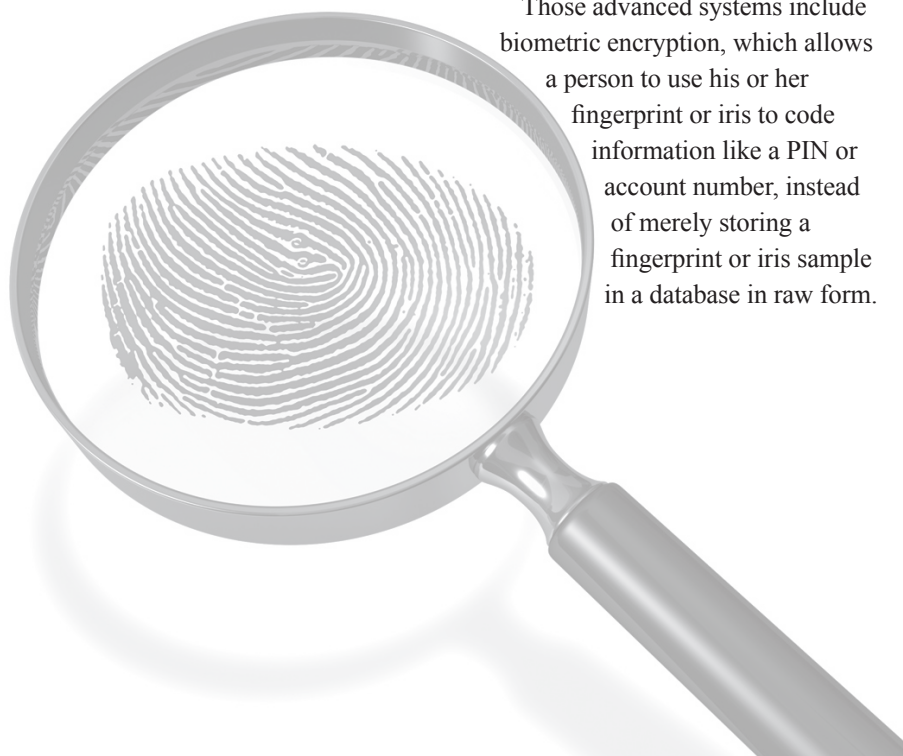 Those advanced systems include
biometric encryption, which allows
a person to use his or her
fingerprint or iris to code
information like a PIN or
account number, instead
of merely storing a
fingerprint or iris sample
in a database in raw form.